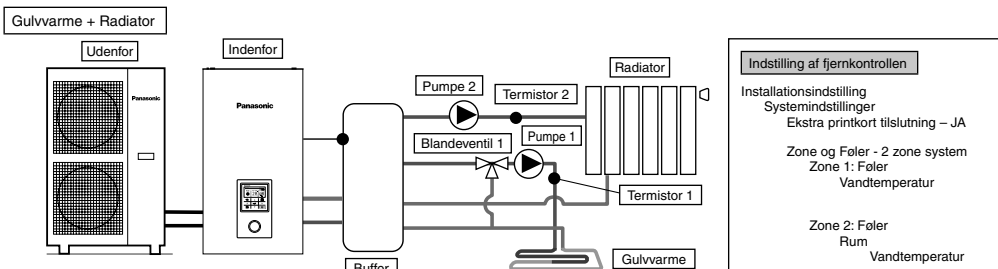 Gulvvarme + Radiator
Udenfor
Indenfor
Panasonic
Panasonic
Pumpe 2
Termistor 2
Radiator
Blandeventil 1
Pumpe 1
Termistor 1
Gulvvarme
Buffer
Indstilling af fjernkontrollen
Installationsindstilling
Systemindstillinger
Ekstra printkort tilslutning – JA
Zone og Føler - 2 zone system
Zone 1: Føler
Vandtemperatur
Zone 2: Føler
Rum
Vandtemperatur